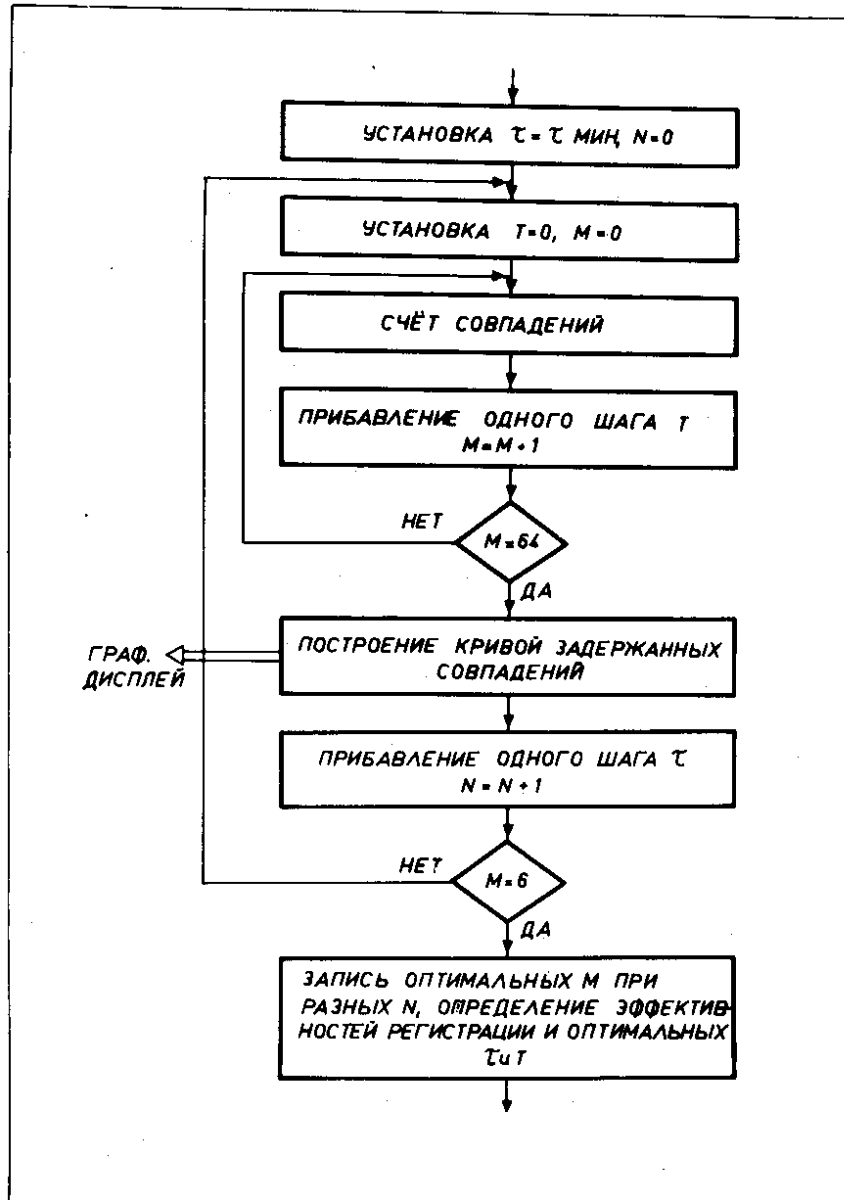 УСТАНОВКА τ=τ МИН, N=0
УСТАНОВКА T=0, M=0
СЧЁТ СОВПАДЕНИЙ
ПРИБАВЛЕНИЕ ОДНОГО ШАГА T
M=M+1
НЕТ
M=64
ДА
ПОСТРОЕНИЕ КРИВОЙ ЗАДЕРЖАННЫХ
СОВПАДЕНИЙ
ГРАФ.
ДИСПЛЕЙ
ПРИБАВЛЕНИЕ ОДНОГО ШАГА τ
N=N+1
НЕТ
M=6
ДА
ЗАПИСЬ ОПТИМАЛЬНЫХ M ПРИ
РАЗНЫХ N, ОПРЕДЕЛЕНИЕ ЭФФЕКТИВ-
НОСТЕЙ РЕГИСТРАЦИИ И ОПТИМАЛЬНЫХ
τ и T